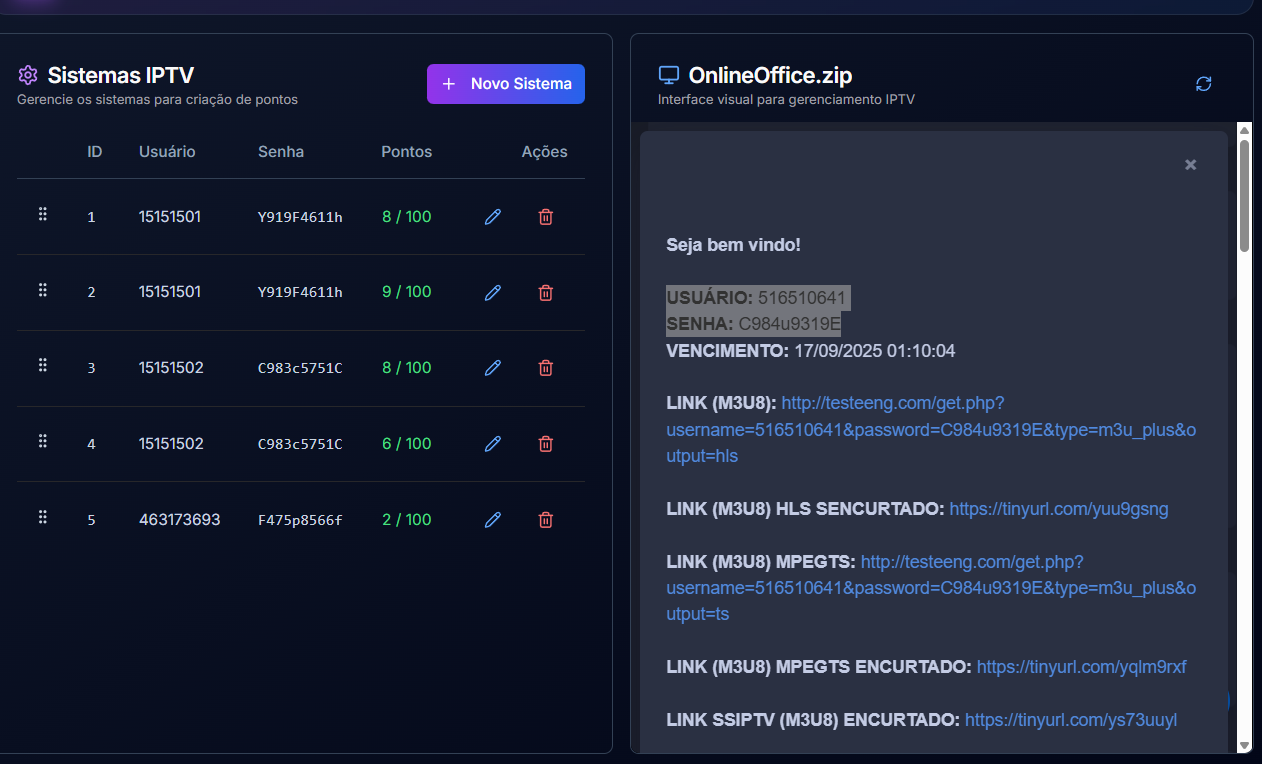 Sistemas IPTV
Gerencie os sistemas para criação de pontos
+ Novo Sistema
ID Usuário Senha Pontos Ações
1 15151501 Y919F4611h 8 / 100
2 15151501 Y919F4611h 9 / 100
3 15151502 C983c5751C 8 / 100
4 15151502 C983c5751C 6 / 100
5 463173693 F475p8566f 2 / 100
OnlineOffice.zip
Interface visual para gerenciamento IPTV
×
Seja bem vindo!
USUÁRIO: 516510641
SENHA: C984u9319E
VENCIMENTO: 17/09/2025 01:10:04
LINK (M3U8): http://testeeng.com/get.php?
username=516510641&password=C984u9319E&type=m3u_plus&o
utput=hls
LINK (M3U8) HLS SENCURTADO: https://tinyurl.com/yuu9gsng
LINK (M3U8) MPEGTS: http://testeeng.com/get.php?
username=516510641&password=C984u9319E&type=m3u_plus&o
utput=ts
LINK (M3U8) MPEGTS ENCURTADO: https://tinyurl.com/yqlm9rxf
LINK SSIPTV (M3U8) ENCURTADO: https://tinyurl.com/ys73uuyl